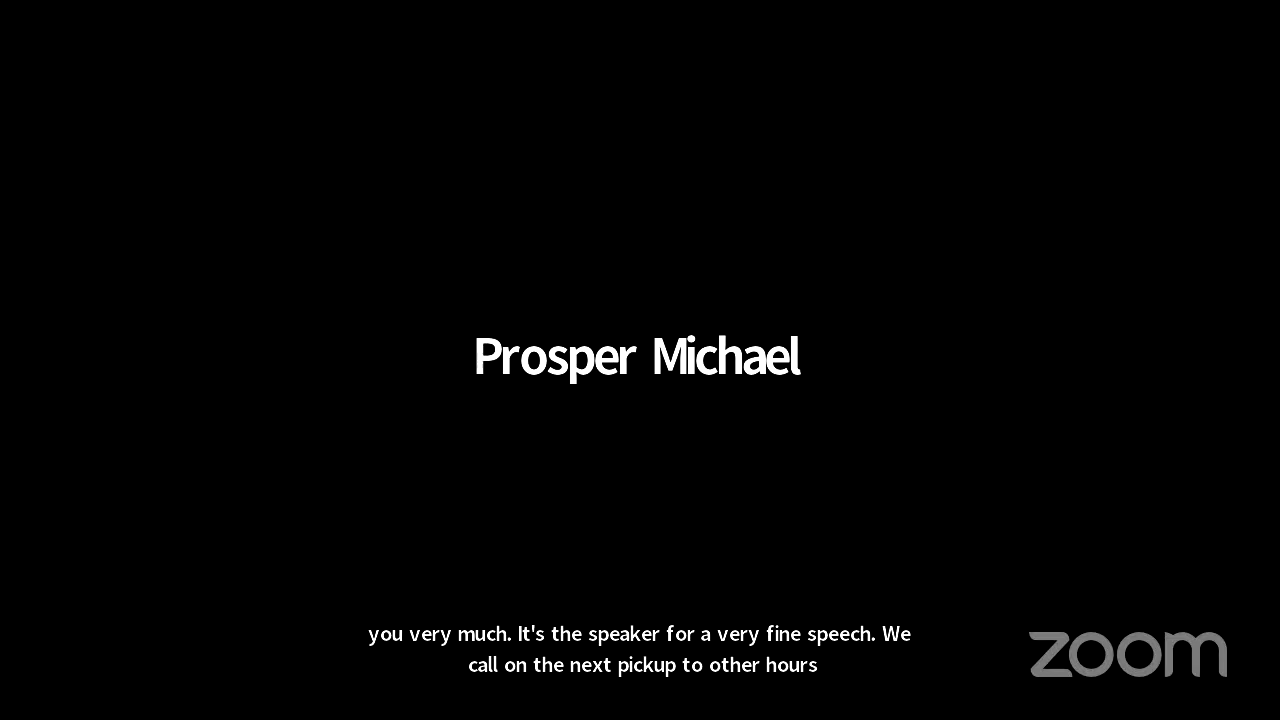 Prosper Michael
you very much. It's the speaker for a very fine speech. We
call on the next pickup to other hours
zoom